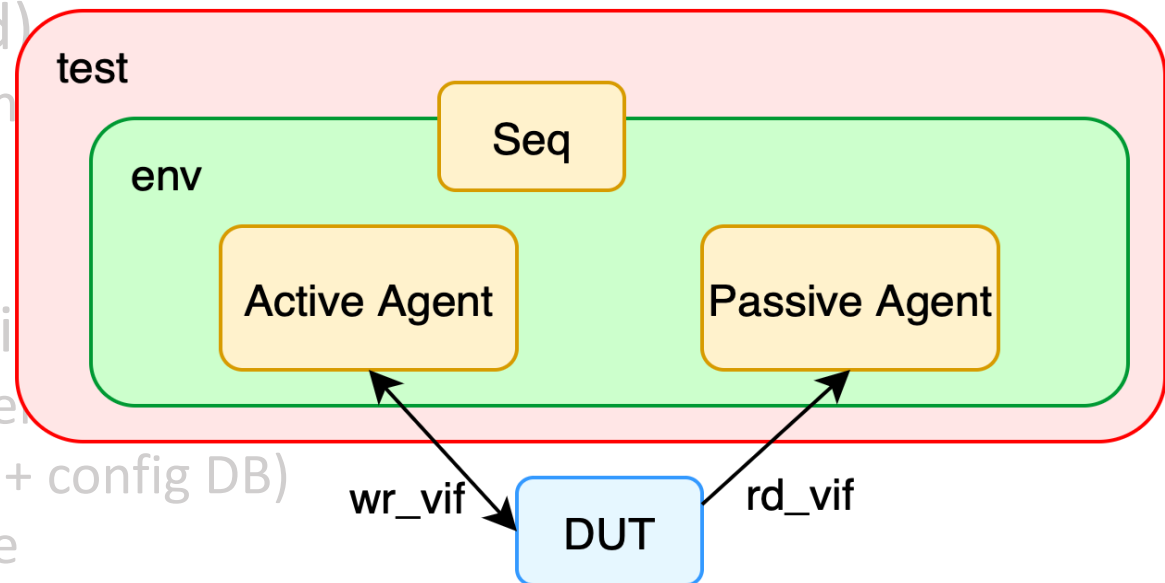 d)
test
Seq
env
Active Agent
Passive Agent
+ config DB)
wr_vif
rd_vif
DUT
e